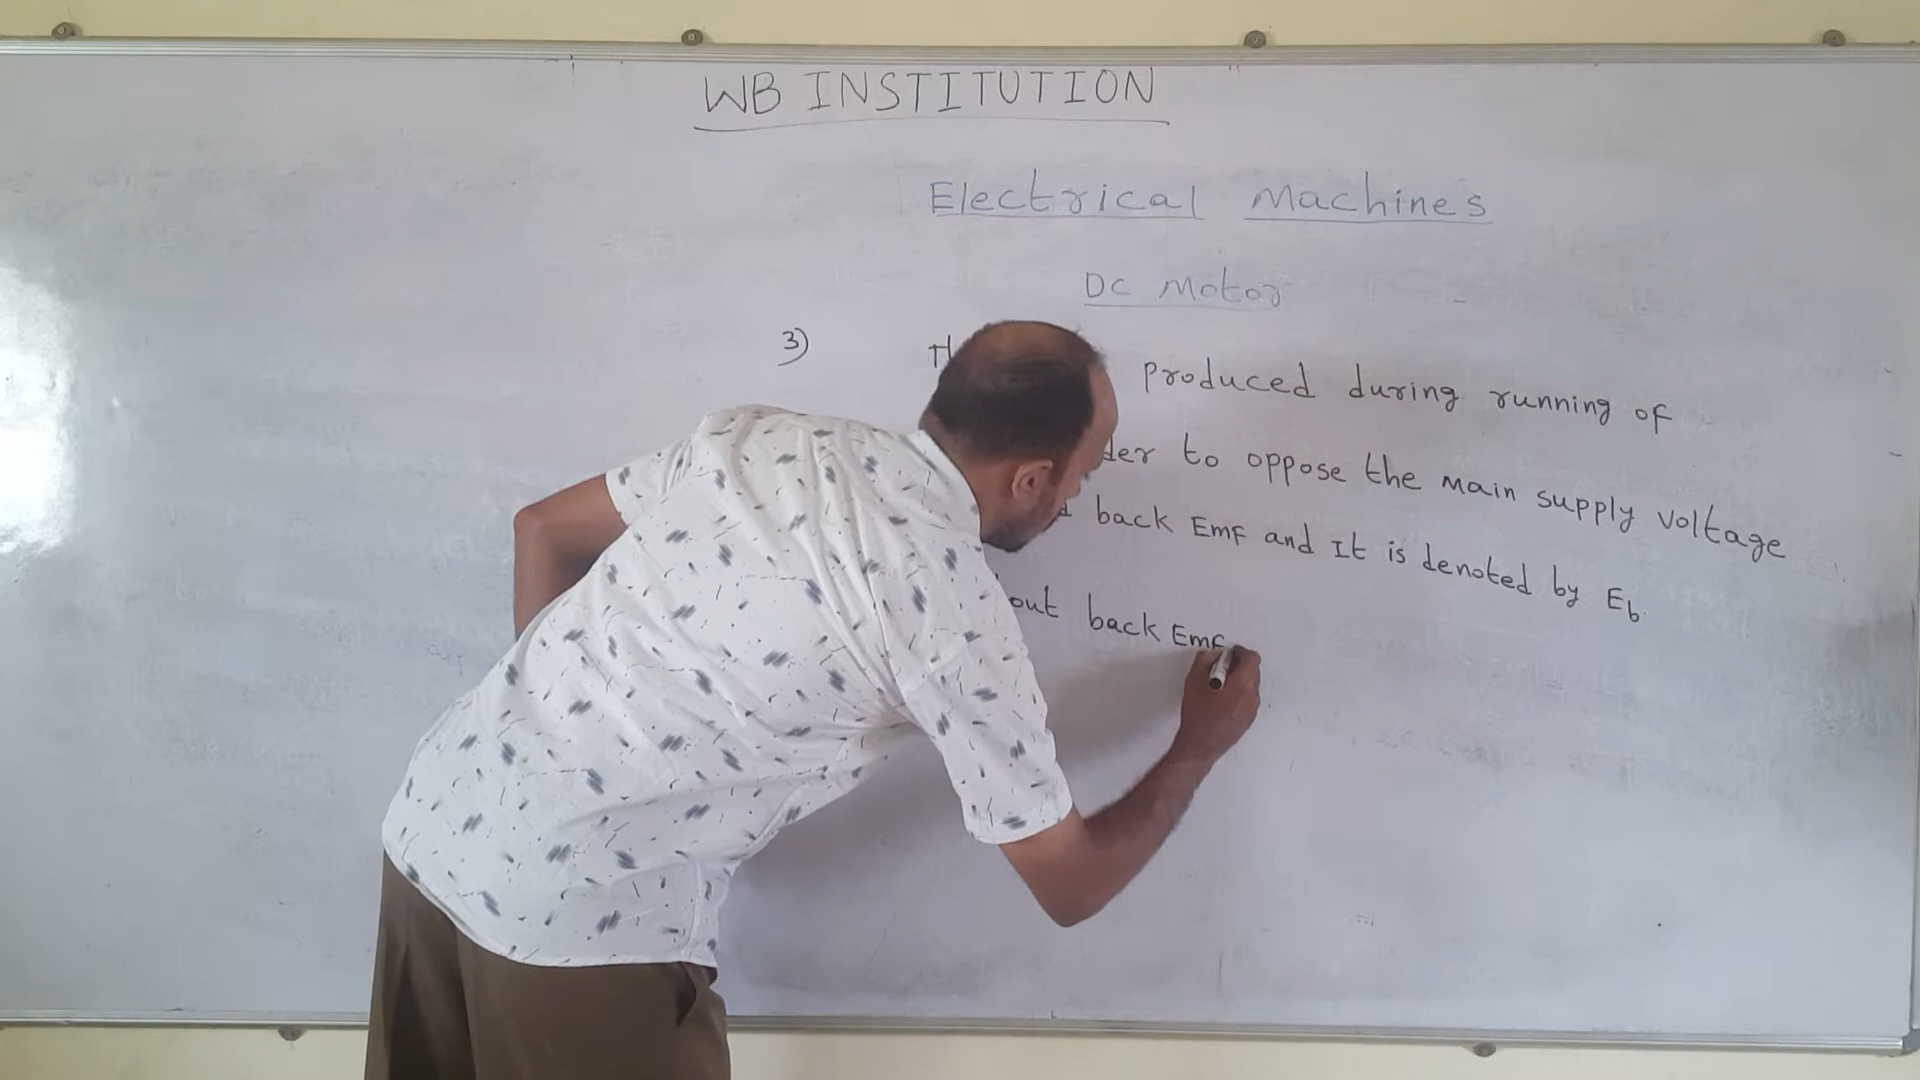 WB INSTITUTION
Electrical Machines
DC Motor
3) produced during running of
to oppose the main supply voltage
back Emf and It is denoted by Eb.
back Emf